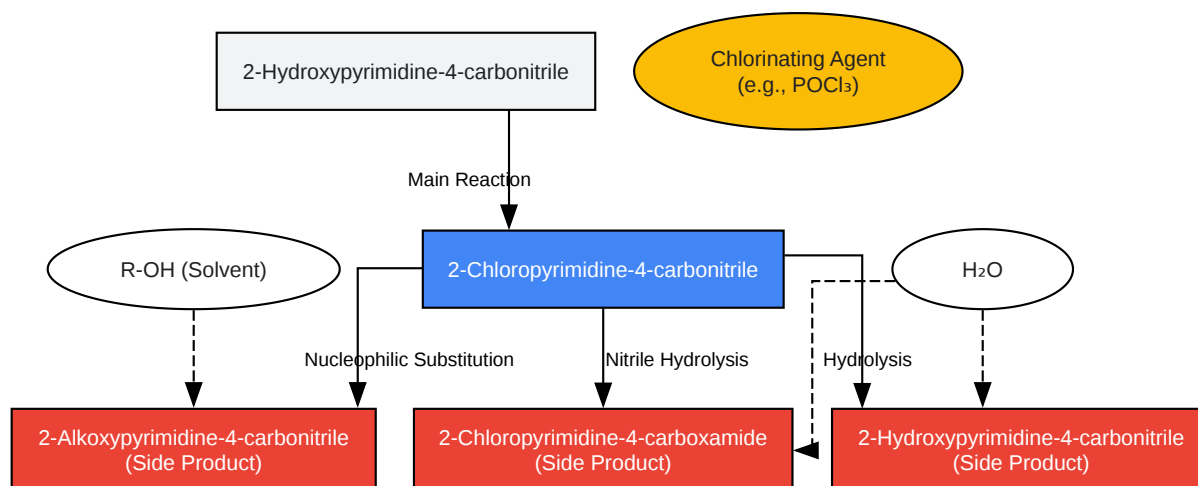 2-Hydroxypyrimidine-4-carbonitrile
Chlorinating Agent
(e.g., POCl₃)
Main Reaction
R-OH (Solvent)
2-Chloropyrimidine-4-carbonitrile
H₂O
Nucleophilic Substitution
Nitrile Hydrolysis
Hydrolysis
2-Alkoxypyrimidine-4-carbonitrile
(Side Product)
2-Chloropyrimidine-4-carboxamide
(Side Product)
2-Hydroxypyrimidine-4-carbonitrile
(Side Product)